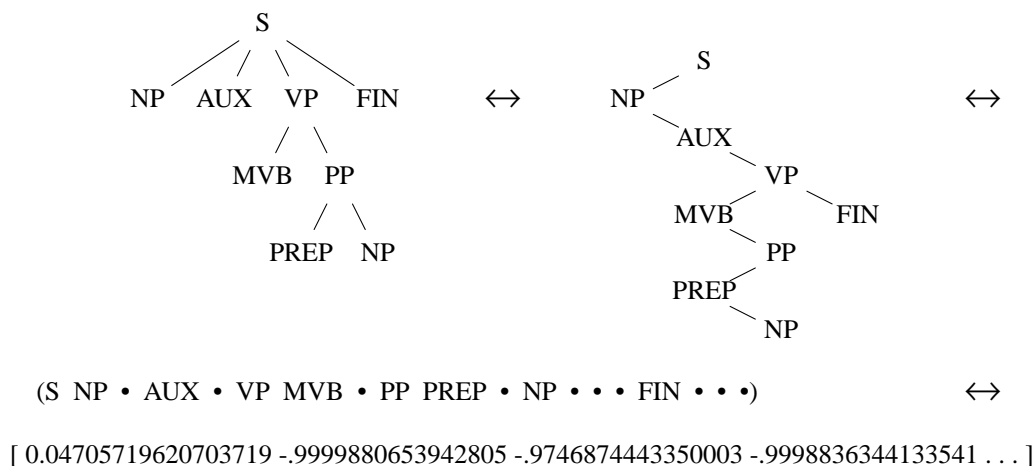 S
S
NP AUX VP FIN ↔ NP ↔
AUX
MVB PP VP
MVB FIN
PREP NP PP
PREP
NP
(S NP • AUX • VP MVB • PP PREP • NP • • • FIN • • •) ↔
[ 0.04705719620703719 -.9999880653942805 -.9746874443350003 -.9998836344133541 . . . ]